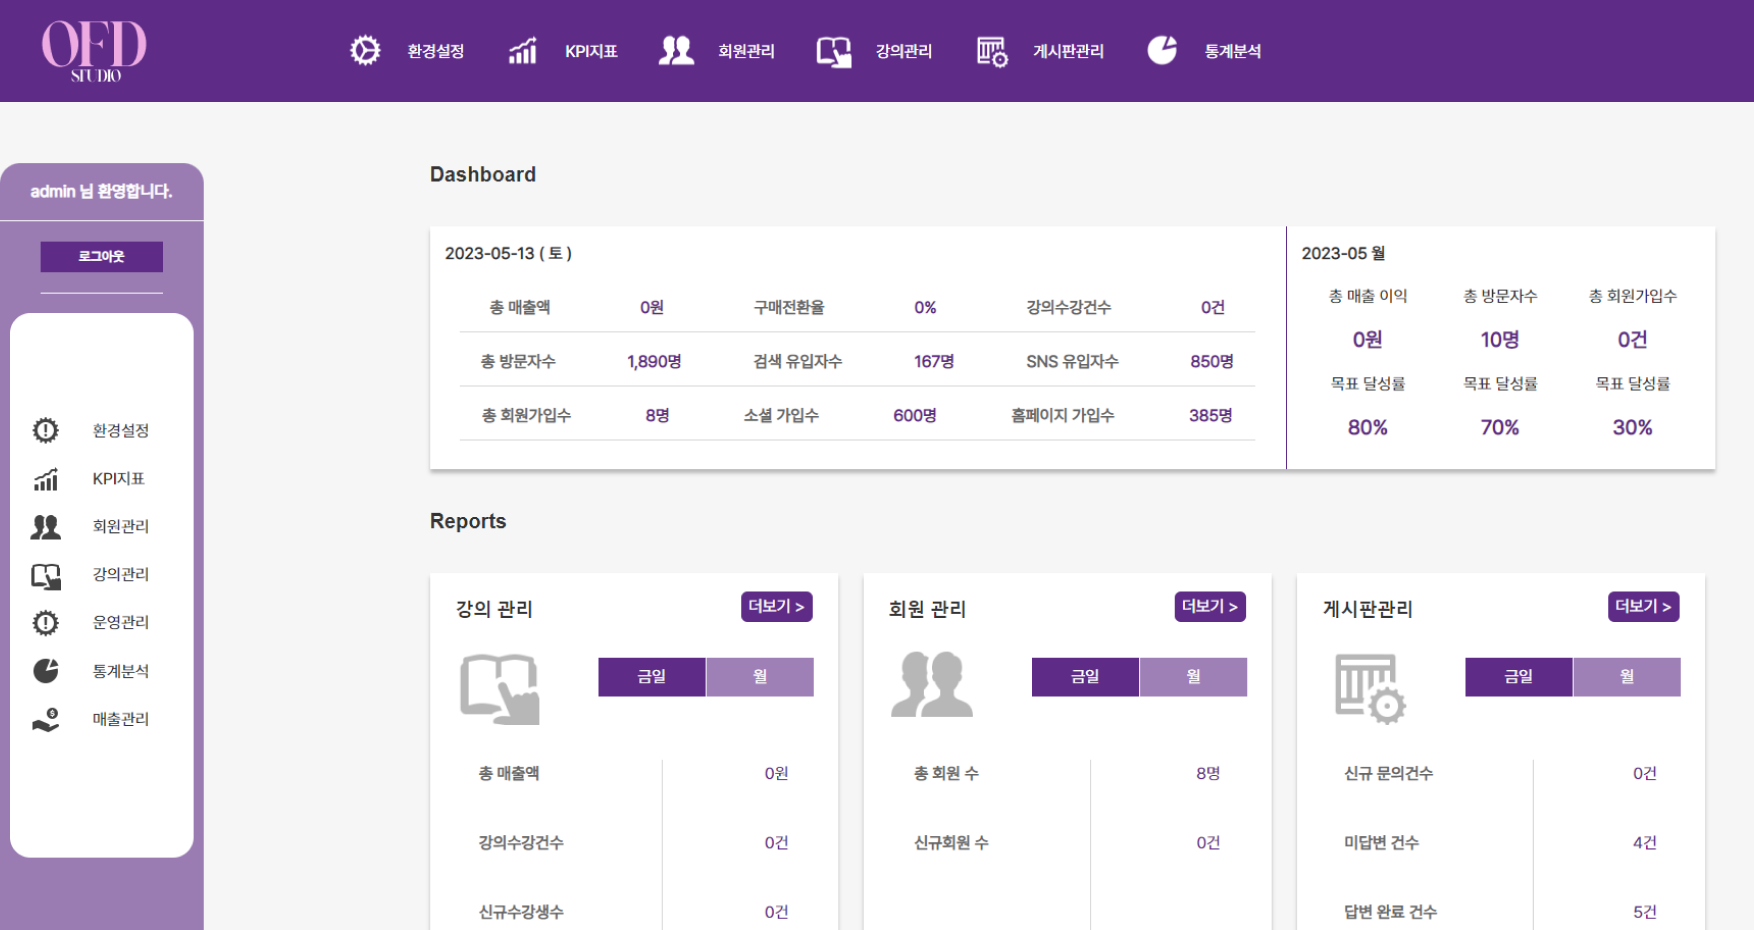 OFD
STUDIO
환경설정 KPI지표 회원관리 강의관리 게시판관리 통계분석
admin 님 환영합니다.
로그아웃
환경설정
KPI지표
회원관리
강의관리
운영관리
통계분석
매출관리
Dashboard
2023-05-13 ( 토 )
총 매출액 0원 구매전환율 0% 강의수강건수 0건
총 방문자수 1,890명 검색 유입자수 167명 SNS 유입자수 850명
총 회원가입수 8명 소셜 가입수 600명 홈페이지 가입수 385명
2023-05 월
총 매출 이익 총 방문자수 총 회원가입수
0원 10명 0건
목표 달성률 목표 달성률 목표 달성률
80% 70% 30%
Reports
강의 관리 더보기 >
금일 월
총 매출액 0원
강의수강건수 0건
신규수강생수 0건
회원 관리 더보기 >
금일 월
총 회원 수 8명
신규회원 수 0건
게시판관리 더보기 >
금일 월
신규 문의건수 0건
미답변 건수 4건
답변 완료 건수 5건